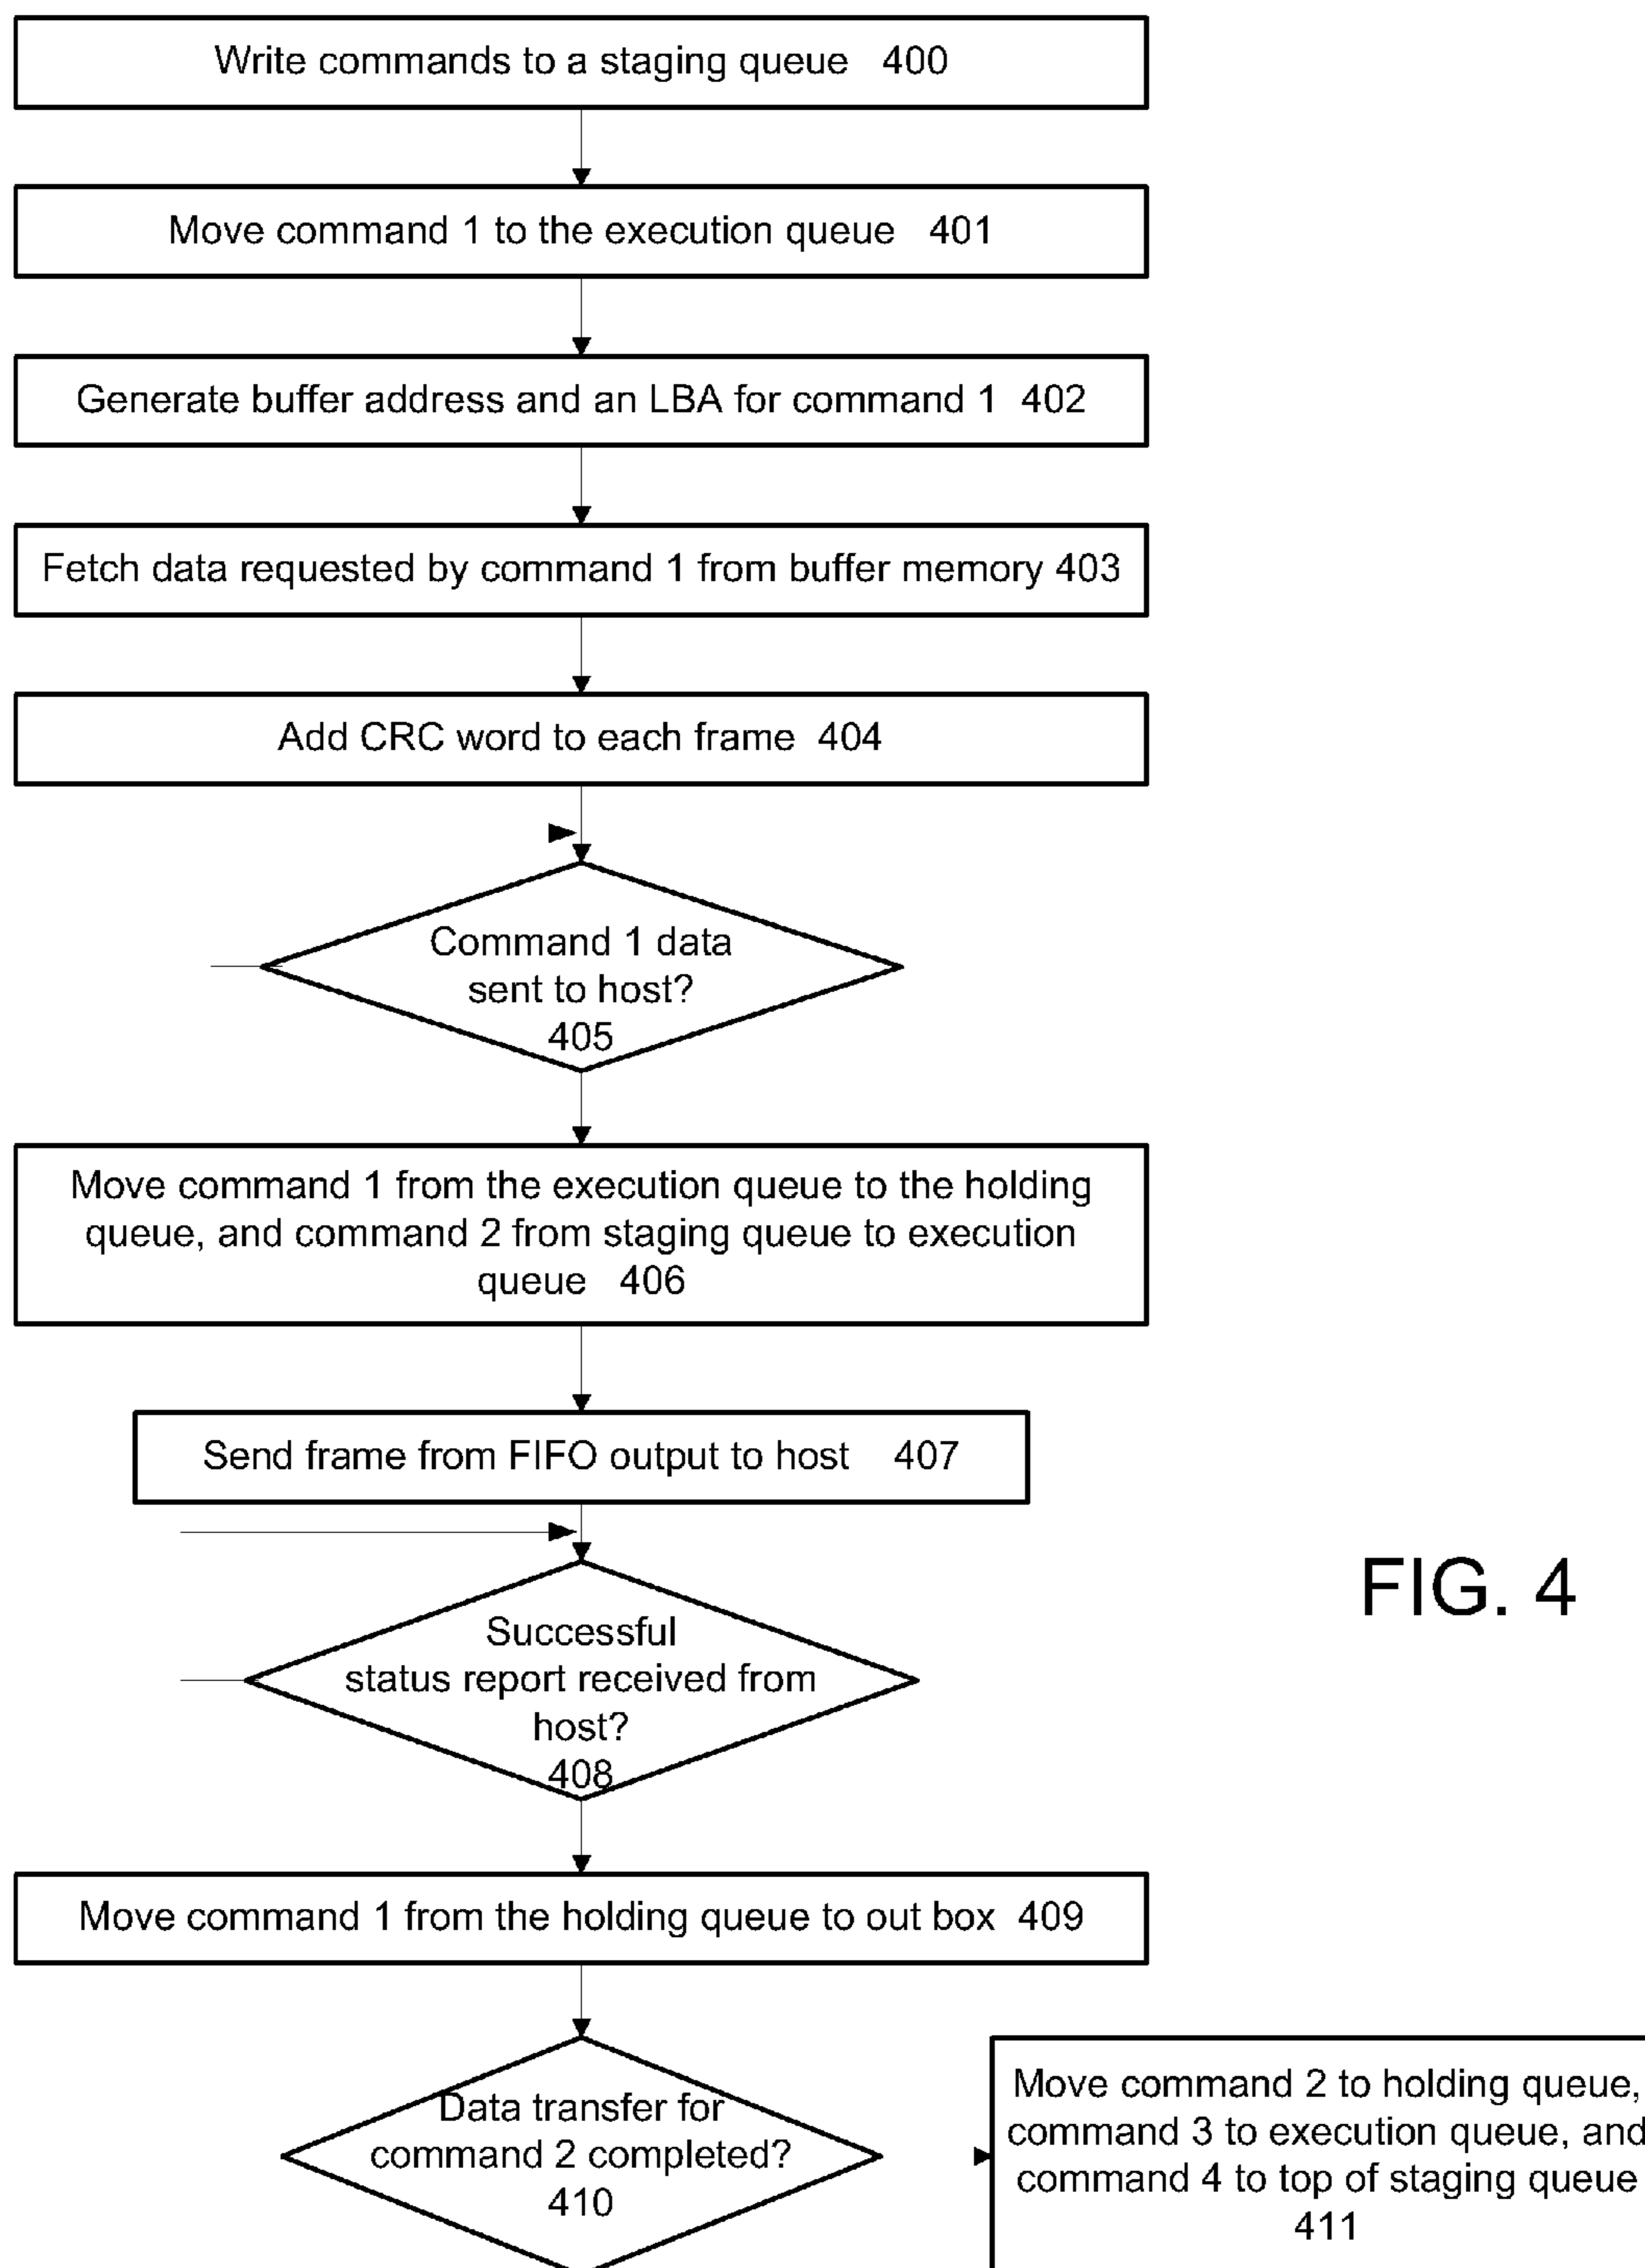 Write commands to a staging queue 400
Move command 1 to the execution queue 401
Generate buffer address and an LBA for command 1 402
Fetch data requested by command 1 from buffer memory 403
Add CRC word to each frame 404
Command 1 data
sent to host?
405
Move command 1 from the execution queue to the holding
queue, and command 2 from staging queue to execution
queue 406
Send frame from FIFO output to host 407
Successful
status report received from
host?
408
FIG. 4
Move command 1 from the holding queue to out box 409
Data transfer for
command 2 completed?
410
Move command 2 to holding queue,
command 3 to execution queue, and
command 4 to top of staging queue
411